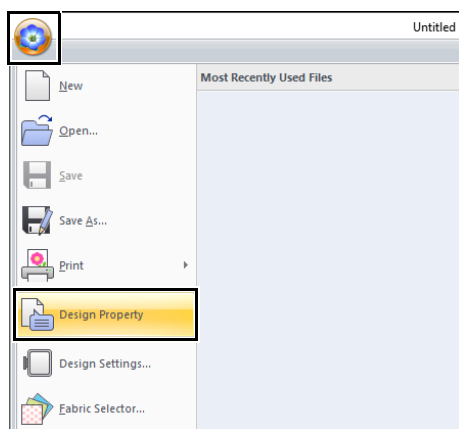 Untitled
New
Most Recently Used Files
Open...
Save
Save As...
Print
Design Property
Design Settings...
Fabric Selector...